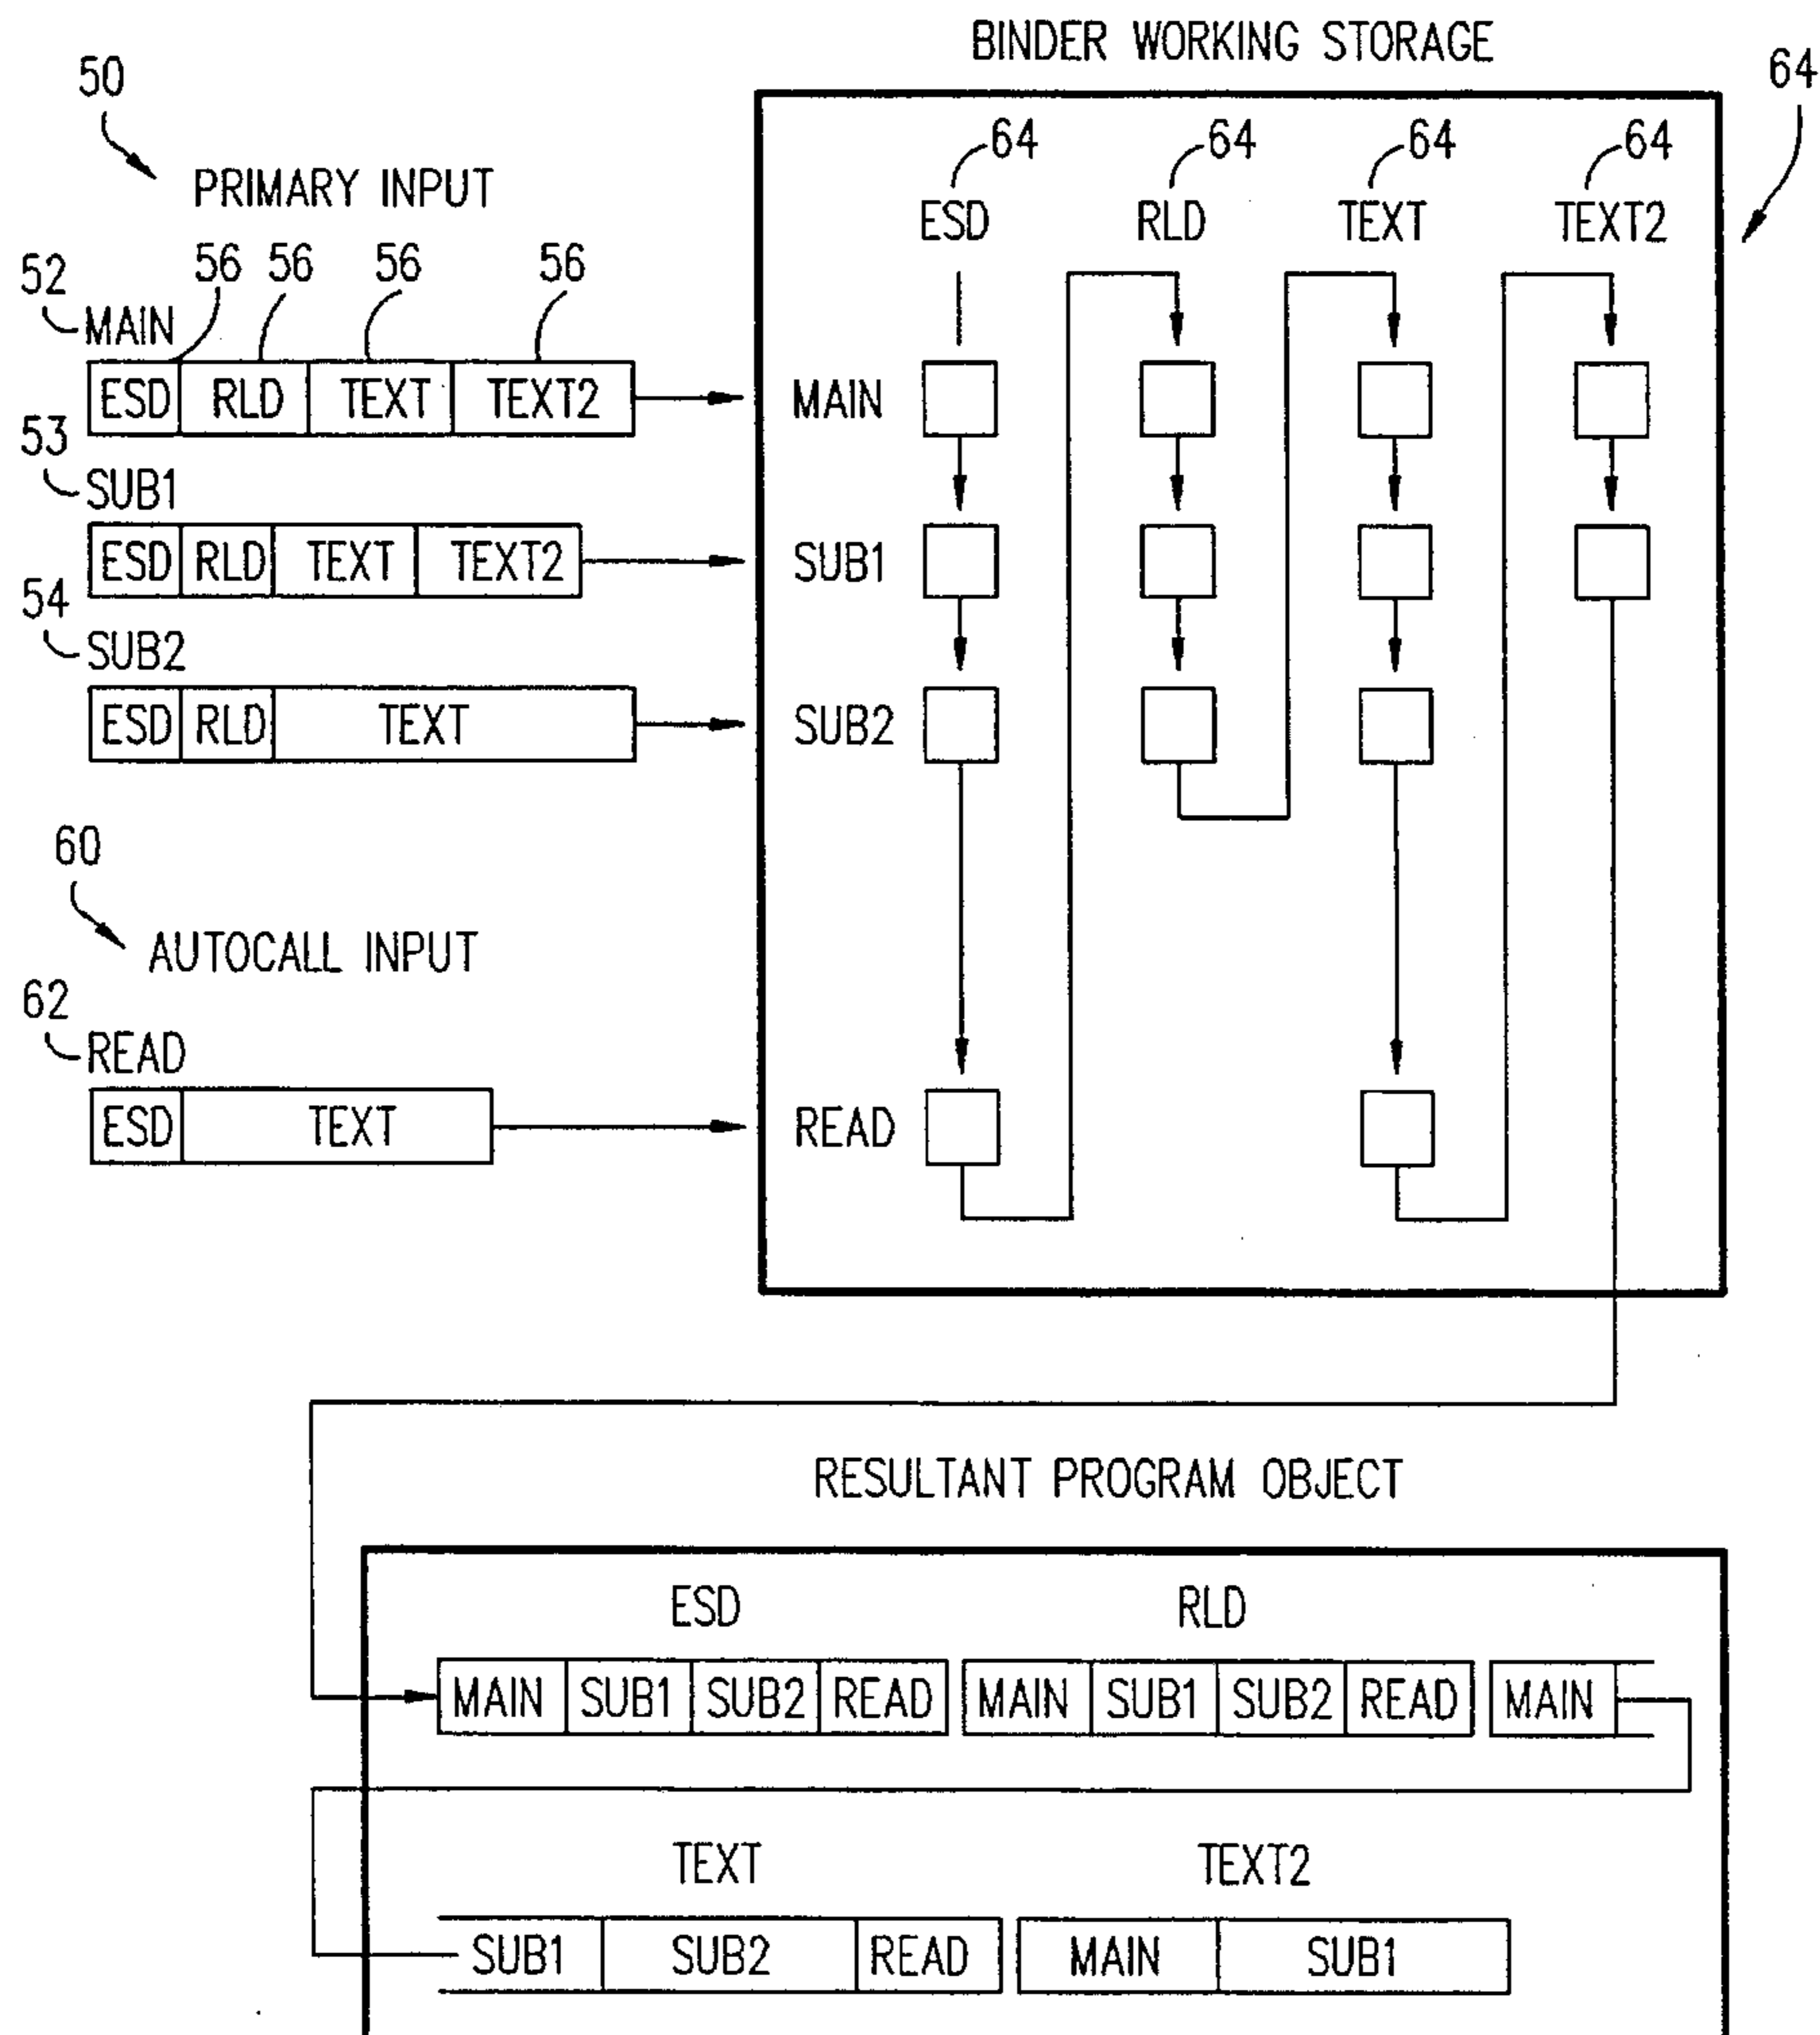 BINDER WORKING STORAGE
64
50
PRIMARY INPUT
64 64 64 64
ESD RLD TEXT TEXT2
52 56 56 56 56
MAIN
ESD RLD TEXT TEXT2
MAIN
53
SUB1
ESD RLD TEXT TEXT2
SUB1
54
SUB2
ESD RLD TEXT
SUB2
60
AUTOCALL INPUT
62
READ
ESD TEXT
READ
RESULTANT PROGRAM OBJECT
ESD RLD
MAIN SUB1 SUB2 READ MAIN SUB1 SUB2 READ MAIN
TEXT TEXT2
SUB1 SUB2 READ MAIN SUB1